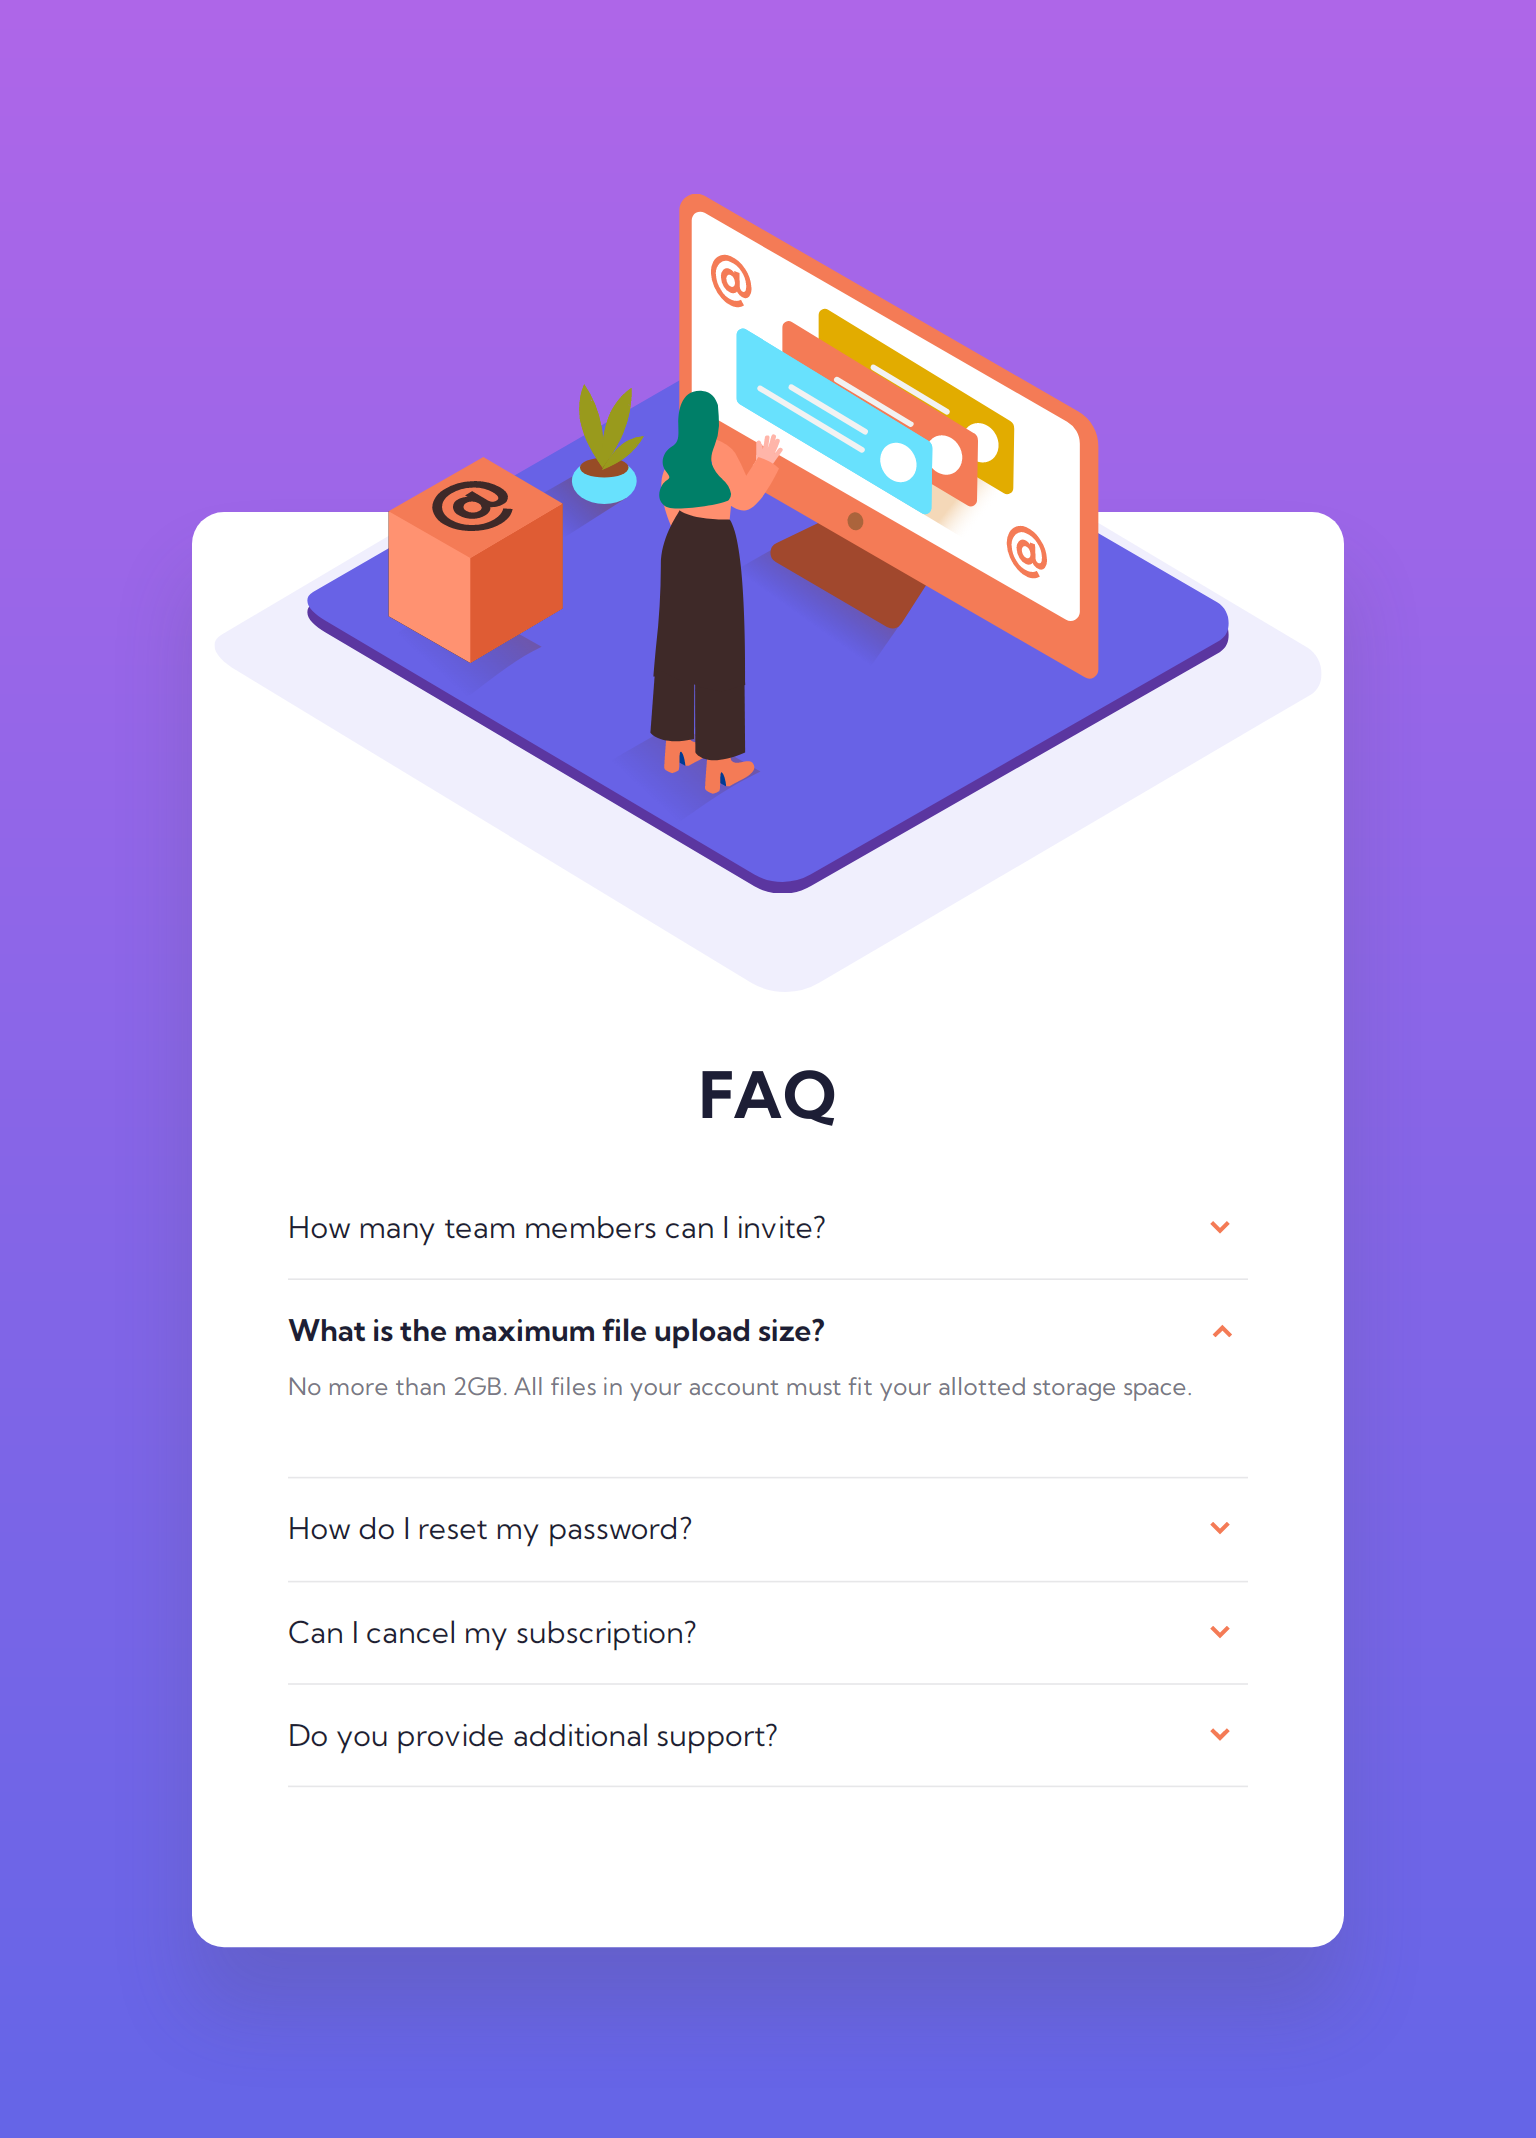 @
@
@
FAQ
How many team members can I invite?
What is the maximum file upload size?
No more than 2GB. All files in your account must fit your allotted storage space.
How do I reset my password?
Can I cancel my subscription?
Do you provide additional support?